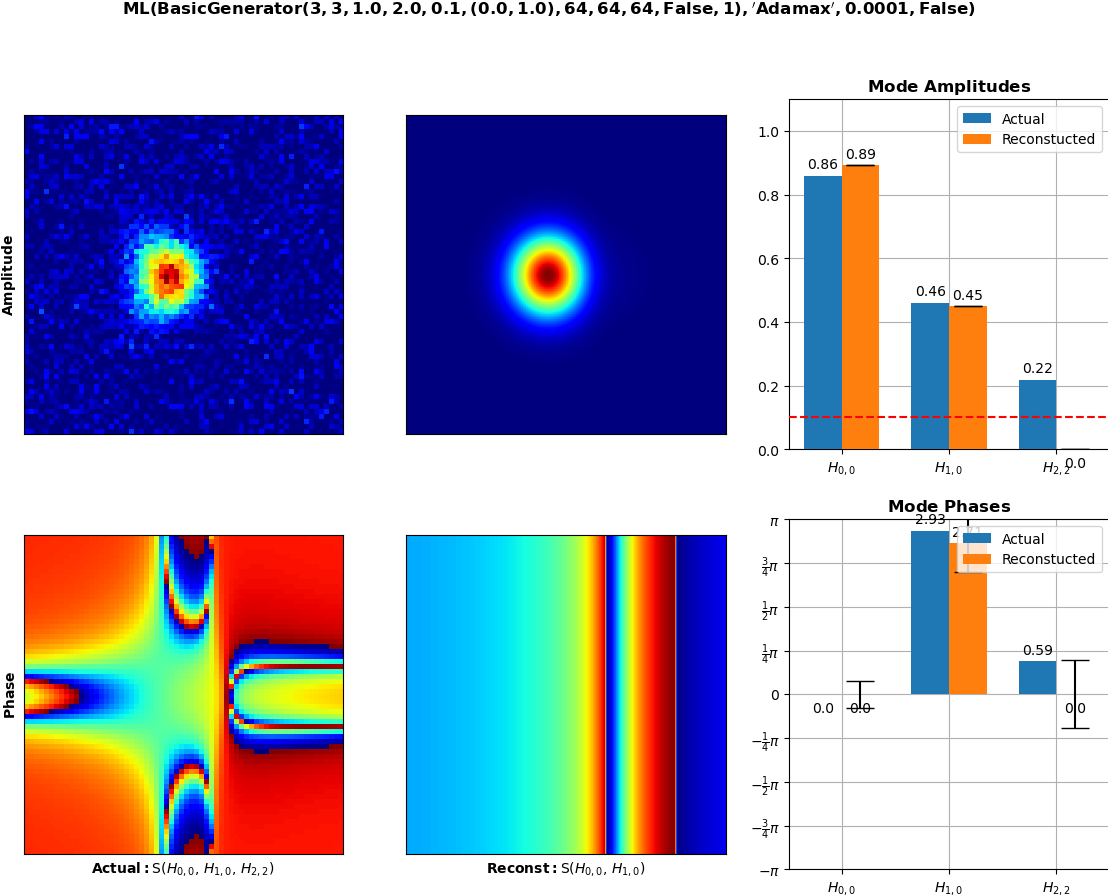 ML(BasicGenerator(3, 3, 1.0, 2.0, 0.1, (0.0, 1.0), 64, 64, 64, False, 1), ′Adamax′, 0.0001, False)
Mode Amplitudes
Amplitude
Actual
Reconstucted
1.0
0.8
0.6
0.4
0.2
0.0
0.86
0.89
0.46
0.45
0.22
0.0
H0,0
H1,0
H2,2
Mode Phases
Phase
Actual
Reconstucted
π
3/4π
1/2π
1/4π
0
−1/4π
−1/2π
−3/4π
−π
0.0
0.0
2.93
0.59
0.0
H0,0
H1,0
H2,2
Actual: S(H0,0, H1,0, H2,2)
Reconst: S(H0,0, H1,0)